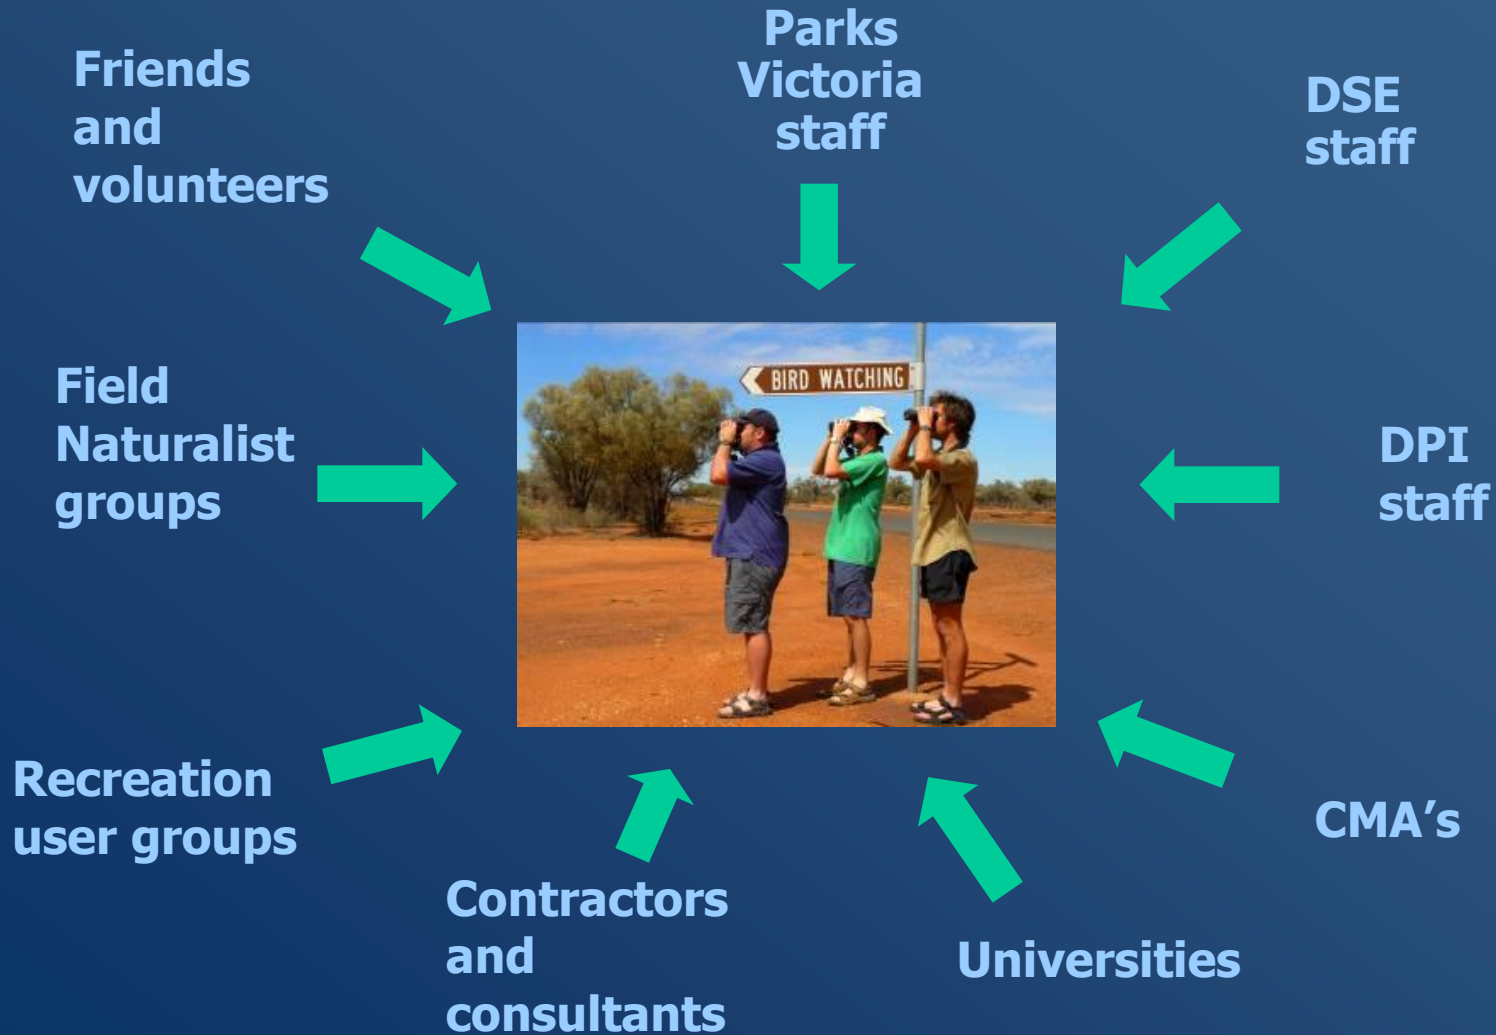 Parks
Victoria
staff
Friends
and
volunteers
DSE
staff
BIRD WATCHING
Field
Naturalist
groups
DPI
staff
Recreation
user groups
CMA’s
Contractors
and
consultants
Universities